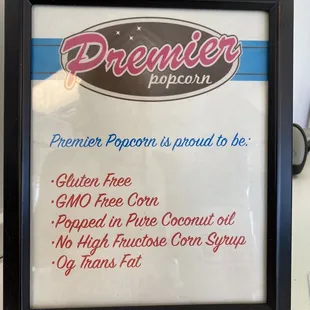 Premier
popcorn
Premier Popcorn is proud to be:
·Gluten Free
·GMO Free Corn
·Popped in Pure Coconut oil
·No High Fructose Corn Syrup
·0g Trans Fat